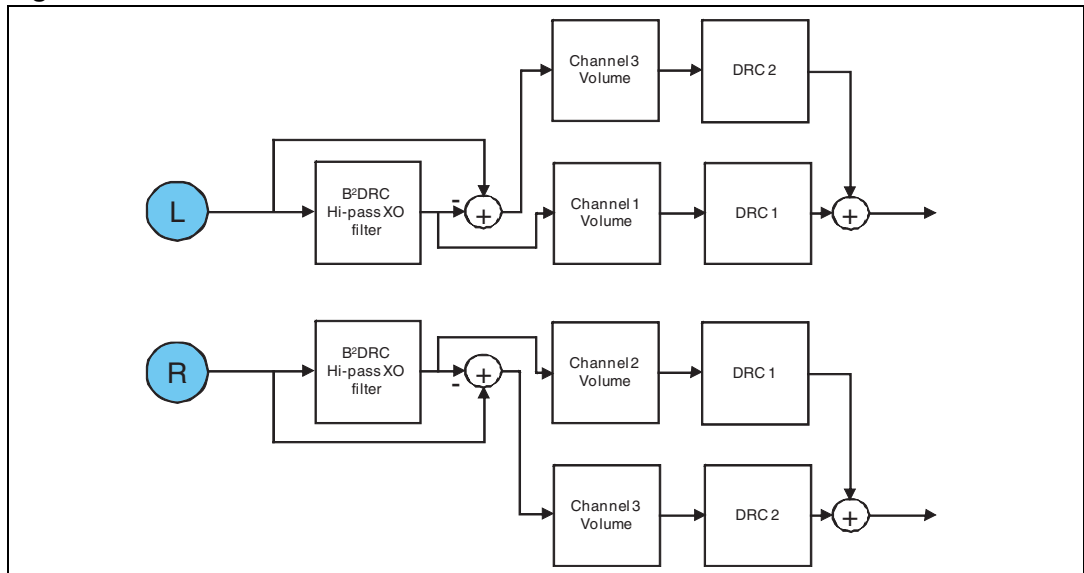 Channel 3
Volume
DRC 2
L
B²DRC
Hi-pass XO
filter
-
+
Channel 1
Volume
DRC 1
+
R
B²DRC
Hi-pass XO
filter
-
+
Channel 2
Volume
DRC 1
Channel 3
Volume
DRC 2
+